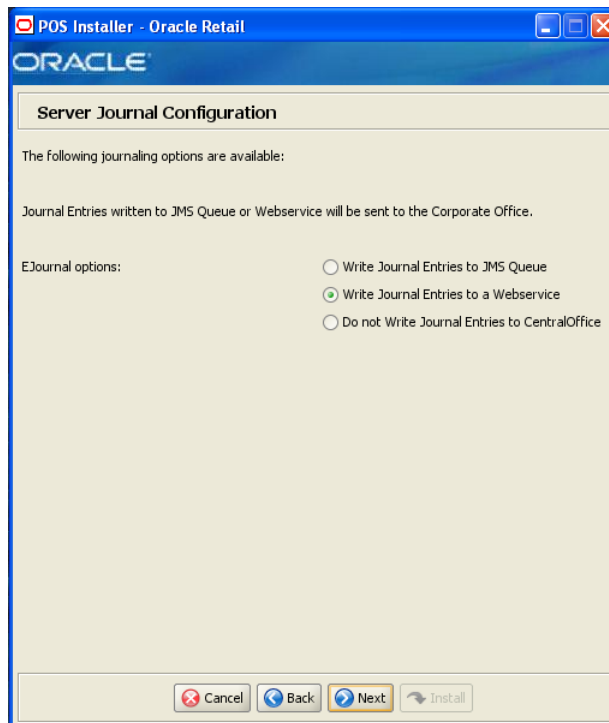 POS Installer - Oracle Retail
ORACLE
Server Journal Configuration
The following journaling options are available:
Journal Entries written to JMS Queue or Webservice will be sent to the Corporate Office.
EJournal options:
Write Journal Entries to JMS Queue
Write Journal Entries to a Webservice
Do not Write Journal Entries to CentralOffice
Cancel Back Next Install